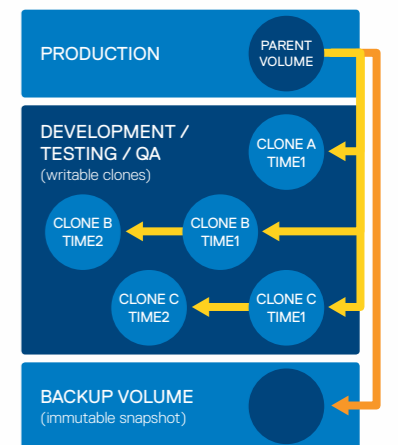 PRODUCTION
PARENT
VOLUME
DEVELOPMENT /
TESTING / QA
(writable clones)
CLONE A
TIME1
CLONE B
TIME2
CLONE B
TIME1
CLONE C
TIME2
CLONE C
TIME1
BACKUP VOLUME
(immutable snapshot)